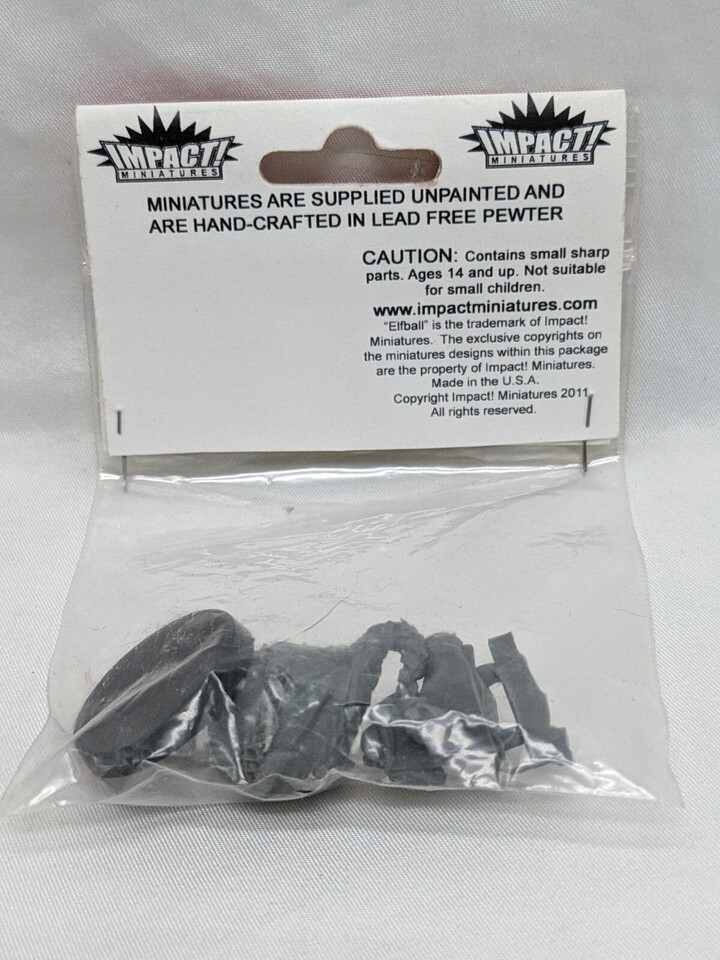 IMPACT!
MINIATURES
IMPACT!
MINIATURES
MINIATURES ARE SUPPLIED UNPAINTED AND
ARE HAND-CRAFTED IN LEAD FREE PEWTER
CAUTION: Contains small sharp
parts. Ages 14 and up. Not suitable
for small children.
www.impactminiatures.com
"Elfball" is the trademark of Impact!
Miniatures. The exclusive copyrights on
the miniatures designs within this package
are the property of Impact! Miniatures.
Made in the U.S.A.
Copyright Impact! Miniatures 2011.
All rights reserved.